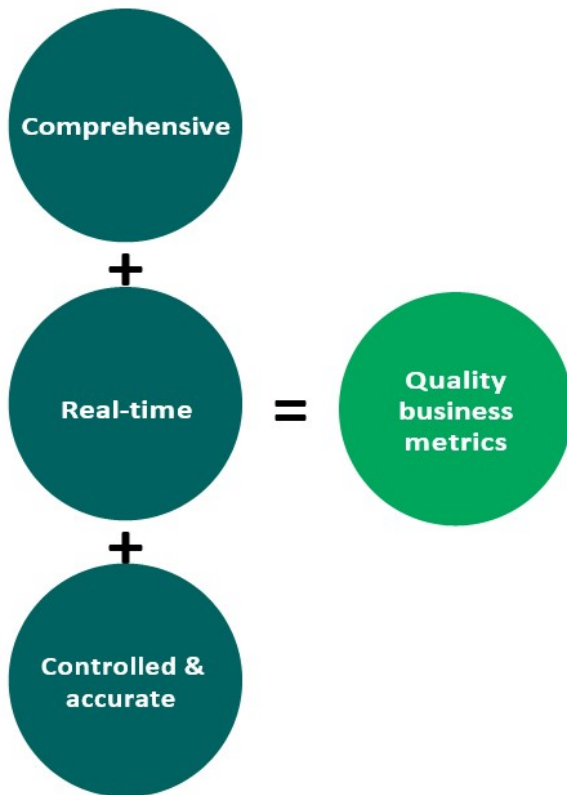 Comprehensive
+
Real-time
=
Quality
business
metrics
+
Controlled &
accurate